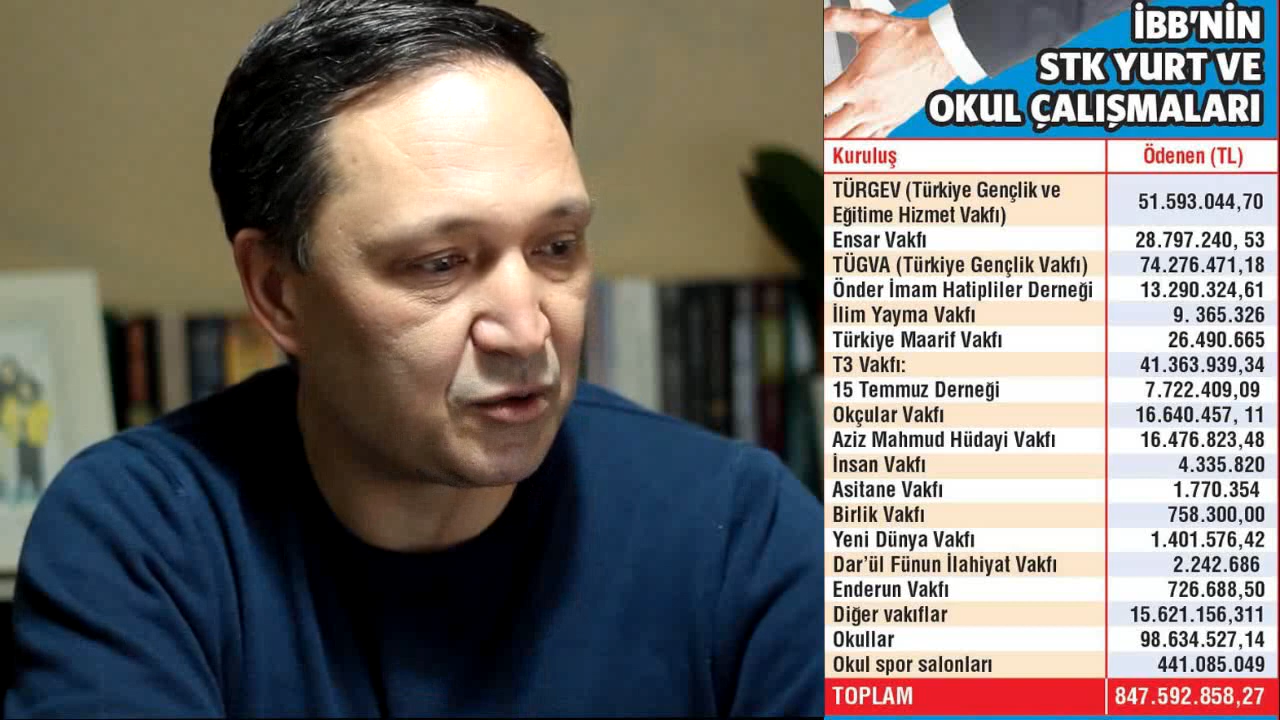 İBB'NİN
STK YURT VE
OKUL ÇALIŞMALARI
Kuruluş Ödenen (TL)
TÜRGEV (Türkiye Gençlik ve
Eğitime Hizmet Vakfı) 51.593.044,70
Ensar Vakfı 28.797.240, 53
TÜGVA (Türkiye Gençlik Vakfı) 74.276.471,18
Önder İmam Hatipliler Derneği 13.290.324,61
İlim Yayma Vakfı 9. 365.326
Türkiye Maarif Vakfı 26.490.665
T3 Vakfı: 41.363.939,34
15 Temmuz Derneği 7.722.409,09
Okçular Vakfı 16.640.457, 11
Aziz Mahmud Hüdayi Vakfı 16.476.823,48
İnsan Vakfı 4.335.820
Asitane Vakfı 1.770.354
Birlik Vakfı 758.300,00
Yeni Dünya Vakfı 1.401.576,42
Dar'ül Fünun İlahiyat Vakfı 2.242.686
Enderun Vakfı 726.688,50
Diğer vakıflar 15.621.156,311
Okullar 98.634.527,14
Okul spor salonları 441.085.049
TOPLAM 847.592.858,27